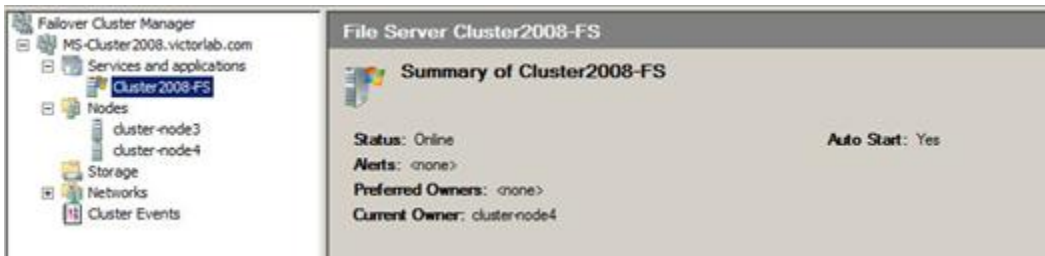 Failover Cluster Manager
MS-Cluster2008.victorlab.com
Services and applications
Cluster2008-FS
Nodes
cluster-node3
cluster-node4
Storage
Networks
Cluster Events
File Server Cluster2008-FS
Summary of Cluster2008-FS
Status: Online
Auto Start: Yes
Alerts: <none>
Preferred Owners: <none>
Current Owner: cluster-node4